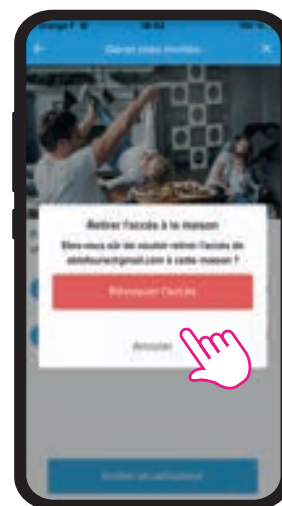 Gérer mes invités
Retirer l'accès à la maison
Êtes-vous sûr de vouloir retirer l'accès de
à cette maison ?
Révoquer l'accès
Annuler
Inviter un utilisateur